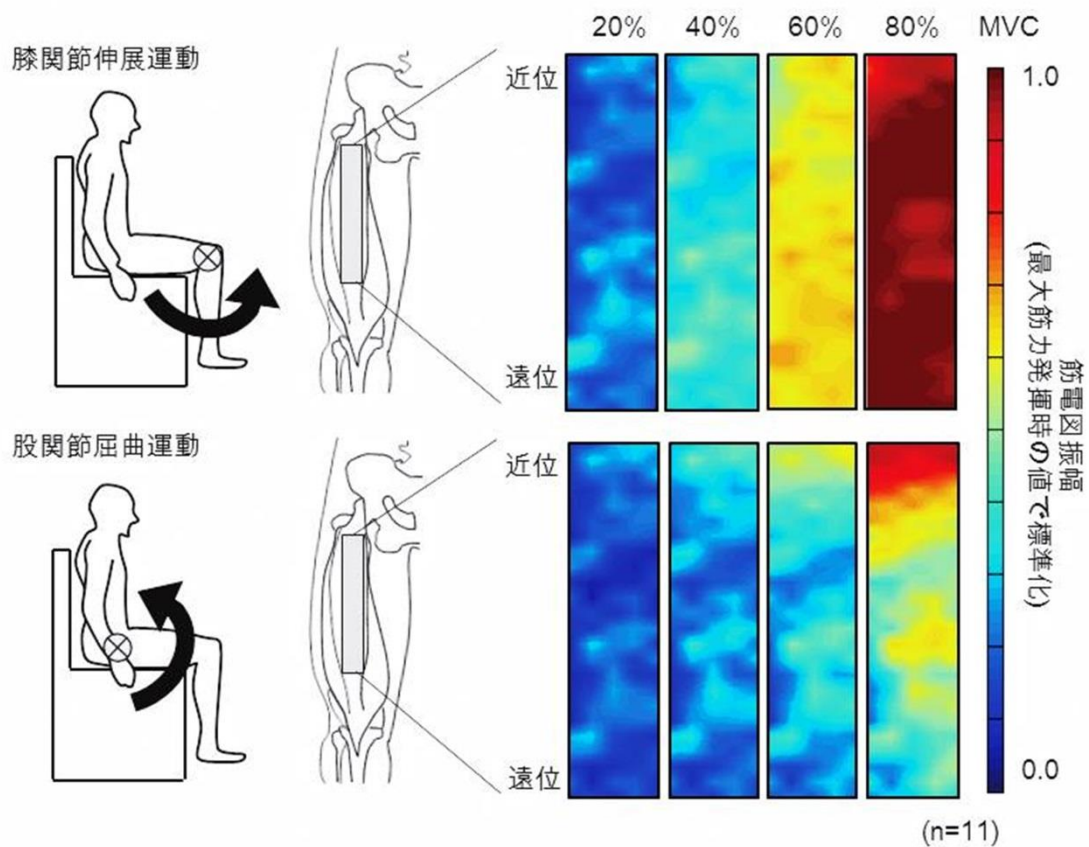 20% 40% 60% 80% MVC
膝関節伸展運動
近位
遠位
1.0
股関節屈曲運動
近位
遠位
0.0
筋電図振幅
(最大筋力発揮時の値で標準化)
(n=11)